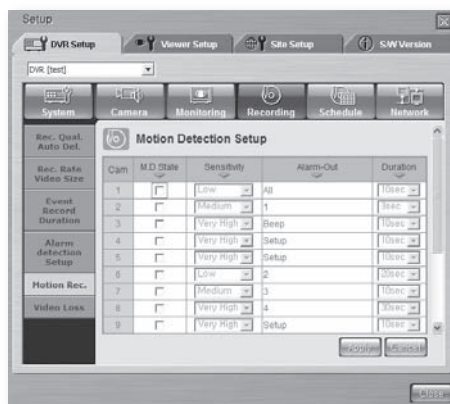 Setup
DVR Setup Viewer Setup Site Setup S/W Version
DVR [test]
System Camera Monitoring Recording Schedule Network
Rec. Qual. Auto Del.
Rec. Rate Video Size
Event Record Duration
Alarm detection Setup
Motion Rec.
Video Loss
Motion Detection Setup
Cam M.D State Sensitivity Alarm-Out Duration
1 Low All 10sec
2 Medium 1 3sec
3 Very High Beep 10sec
4 Very High Setup 10sec
5 Very High Setup 10sec
6 Low 2 20sec
7 Medium 3 10sec
8 Very High 4 30sec
9 Very High Setup 10sec
Apply Cancel
Close